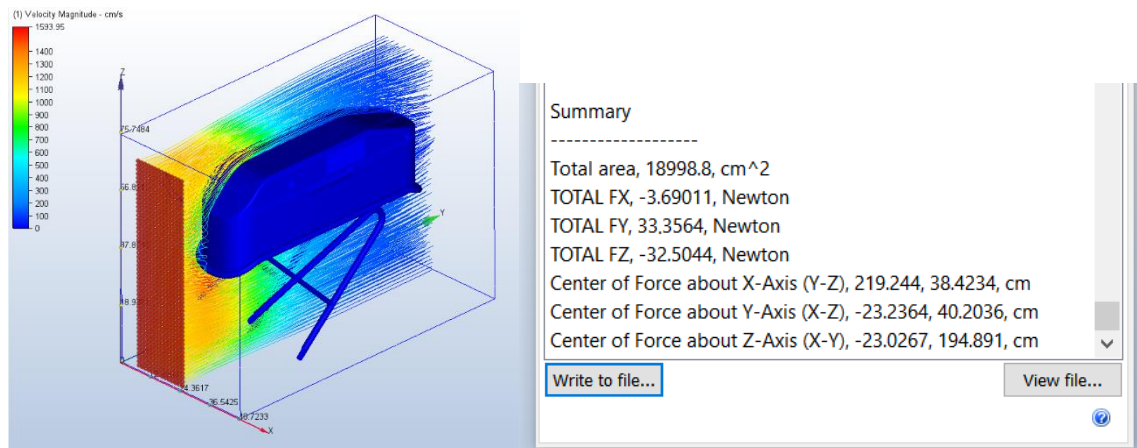 (1) Velocity Magnitude - cm/s
1593.95
1400
1300
1200
1100
1000
900
800
700
600
500
400
300
200
100
0
Z
75.7484
Y
4.3617
36.5425
X
Summary
-------------------
Total area, 18998.8, cm^2
TOTAL FX, -3.69011, Newton
TOTAL FY, 33.3564, Newton
TOTAL FZ, -32.5044, Newton
Center of Force about X-Axis (Y-Z), 219.244, 38.4234, cm
Center of Force about Y-Axis (X-Z), -23.2364, 40.2036, cm
Center of Force about Z-Axis (X-Y), -23.0267, 194.891, cm
Write to file...
View file...
?